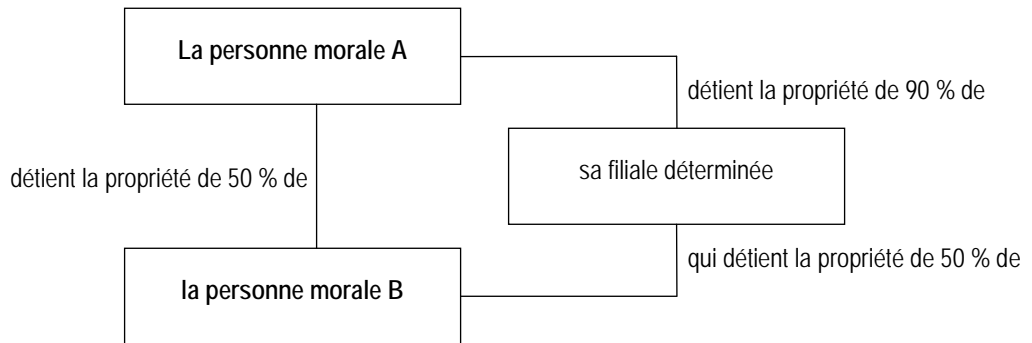 La personne morale A
détient la propriété de 90 % de
sa filiale déterminée
détient la propriété de 50 % de
qui détient la propriété de 50 % de
la personne morale B